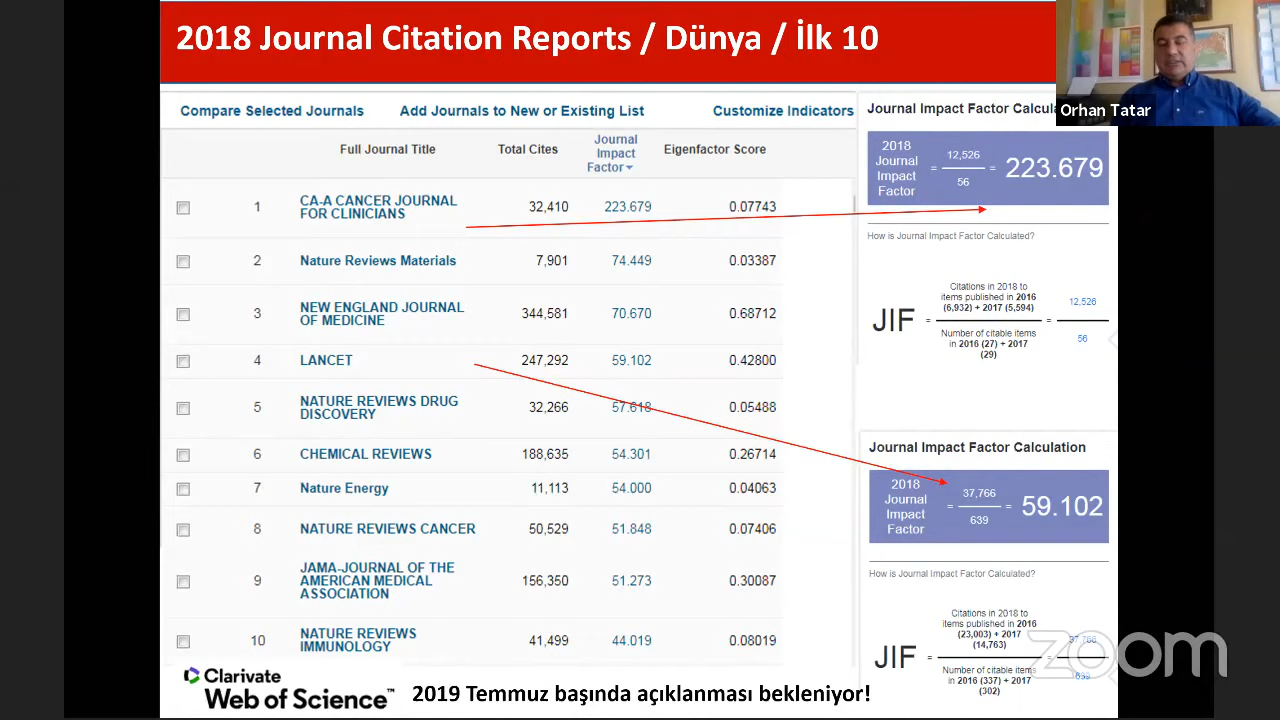 2018 Journal Citation Reports / Dünya / İlk 10
Orhan Tatar
Compare Selected Journals Add Journals to New or Existing List Customize Indicators
Full Journal Title Total Cites Journal Impact Factor Eigenfactor Score
1 CA-A CANCER JOURNAL FOR CLINICIANS 32,410 223.679 0.07743
2 Nature Reviews Materials 7,901 74.449 0.03387
3 NEW ENGLAND JOURNAL OF MEDICINE 344,581 70.670 0.68712
4 LANCET 247,292 59.102 0.42800
5 NATURE REVIEWS DRUG DISCOVERY 32,266 57.618 0.05488
6 CHEMICAL REVIEWS 188,635 54.301 0.26714
7 Nature Energy 11,113 54.000 0.04063
8 NATURE REVIEWS CANCER 50,529 51.848 0.07406
9 JAMA-JOURNAL OF THE AMERICAN MEDICAL ASSOCIATION 156,350 51.273 0.30087
10 NATURE REVIEWS IMMUNOLOGY 41,499 44.019 0.08019
Journal Impact Factor Calcula
2018
Journal
Impact
Factor
= 12,526 / 56 = 223.679
How is Journal Impact Factor Calculated?
JIF =
Citations in 2018 to
items published in 2016
(6,932) + 2017 (5,594)
Number of citable items
in 2016 (27) + 2017
(29)
= 12,526
56
Journal Impact Factor Calculation
2018
Journal
Impact
Factor
= 37,766 / 639 = 59.102
How is Journal Impact Factor Calculated?
JIF =
Citations in 2018 to
items published in 2016
(23,003) + 2017
(14,763)
Number of citable items
in 2016 (337) + 2017
(302)
= 37,766
639
zoom
Clarivate
Web of Science™
2019 Temmuz başında açıklanması bekleniyor!